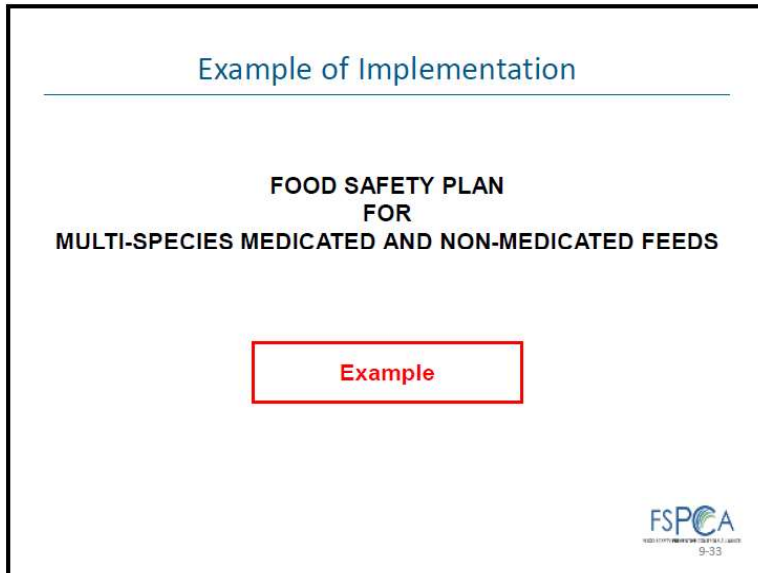 Example of Implementation
FOOD SAFETY PLAN
FOR
MULTI-SPECIES MEDICATED AND NON-MEDICATED FEEDS
Example
FSPCA
9-33